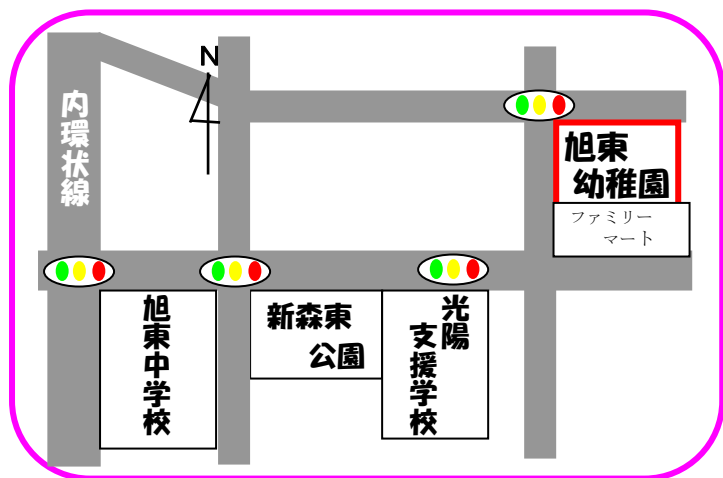 N
内環状線
旭東
幼稚園
ファミリー
マート
旭東中学校
新森東
公園
光陽
支援学校